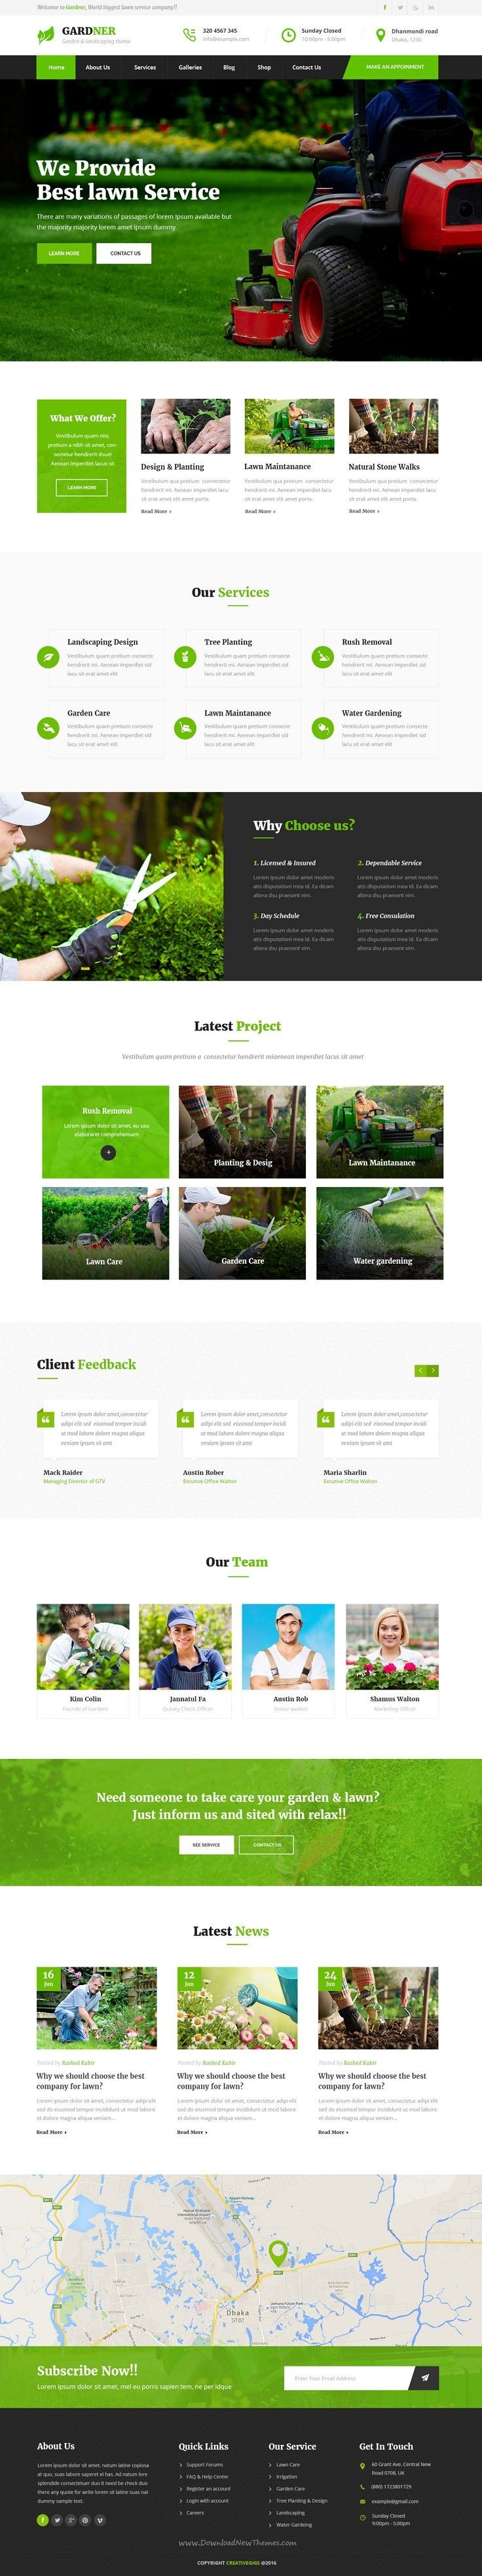 Welcome to Gardner, World biggest lawn service company!!
GARDNER
Garden & landscaping theme
320 4567 345
info@example.com
Sunday Closed
10:00pm - 5:00pm
Dhanmondi road
Dhaka, 1230
Home
About Us
Services
Galleries
Blog
Shop
Contact Us
MAKE AN APPOINMENT
We Provide
Best lawn Service
There are many variations of passages of lorem Ipsum available but
the majority majority lorem amet ipsum dummy
LEARN MORE
CONTACT US
What We Offer?
Vestibulum quam nisi,
pretium a nibh sit amet, con-
sectetur hendrerit disuei
Aenean imperdiet lacus sit
LEARN MORE
Design & Planting
Vestibulum qua pretium consectetur
hendrerit mi. Aenean imperdiet lacu
sit erat amet elit amet porta.
Read More
Lawn Maintanance
Vestibulum qua pretium consectetur
hendrerit mi. Aenean imperdiet lacu
sit erat amet elit amet porta.
Read More
Natural Stone Walks
Vestibulum qua pretium consectetur
hendrerit mi. Aenean imperdiet lacu
sit erat amet elit amet porta.
Read More
Our Services
Landscaping Design
Vestibulum quam pretium consecte
hendrerit mi. Aenean imperdiet sid
lacu sit erat amet elit
Tree Planting
Vestibulum quam pretium consecte
hendrerit mi. Aenean imperdiet sid
lacu sit erat amet elit
Rush Removal
Vestibulum quam pretium consecte
hendrerit mi. Aenean imperdiet sid
lacu sit erat amet elit
Garden Care
Vestibulum quam pretium consecte
hendrerit mi. Aenean imperdiet sid
lacu sit erat amet elit
Lawn Maintanance
Vestibulum quam pretium consecte
hendrerit mi. Aenean imperdiet sid
lacu sit erat amet elit
Water Gardening
Vestibulum quam pretium consecte
hendrerit mi. Aenean imperdiet sid
lacu sit erat amet elit
Why Choose us?
1. Licensed & Insured
Lorem ipsum dolor amet moderis
atis disputationi mea id. Ea dicam
altera duu praesent vim.
2. Dependable Service
Lorem ipsum dolor amet moderis
atis disputationi mea id. Ea dicam
altera duu praesent vim.
3. Day Schedule
Lorem ipsum dolor amet moderis
atis disputationi mea id. Ea dicam
altera duu praesent vim.
4. Free Consulation
Lorem ipsum dolor amet moderis
atis disputationi mea id. Ea dicam
altera duu praesent vim.
Latest Project
Vestibulum quam pretium a consectetur hendrerit miaenean imperdiet lacus sit amet
Rush Removal
Lorem ipsum dolor sit amet, eu usu
elaboraret comprehensam
+
Planting & Desig
Lawn Maintanance
Lawn Care
Garden Care
Water gardening
Client Feedback
Lorem ipsum dolor amet,consectetur
adipi elit sed eiusmod tempor incidi
ut mod labore dolore magna aliqua
veniam ipsum sit amt
Mack Raider
Managing Director of GTV
Lorem ipsum dolor amet,consectetur
adipi elit sed eiusmod tempor incidi
ut mod labore dolore magna aliqua
veniam ipsum sit amt
Austin Rober
Exicutive Office Walton
Lorem ipsum dolor amet,consectetur
adipi elit sed eiusmod tempor incidi
ut mod labore dolore magna aliqua
veniam ipsum sit amt
Maria Sharlin
Exicutive Office Walton
Our Team
Kim Colin
Founder of Gardenr
Jannatul Fa
Quality Check Officer
Austin Rob
Senior worker
Shamus Walton
Marketing Officer
Need someone to take care your garden & lawn?
Just inform us and sited with relax!!
SEE SERVICE
CONTACT US
Latest News
16
Jun
Posted by Rashed Kabir
Why we should choose the best
company for lawn?
Lorem ipsum dolor sit amet, consectetur adipi elit
sed do eiusmod tempor incididunt ut mod labore
et dolore magna aliqua veniam...
Read More
12
Jun
Posted by Rashed Kabir
Why we should choose the best
company for lawn?
Lorem ipsum dolor sit amet, consectetur adipi elit
sed do eiusmod tempor incididunt ut mod labore
et dolore magna aliqua veniam...
Read More
24
Jun
Posted by Rashed Kabir
Why we should choose the best
company for lawn?
Lorem ipsum dolor sit amet, consectetur adipi elit
sed do eiusmod tempor incididunt ut mod labore
et dolore magna aliqua veniam...
Read More
Dhaka
Subscribe Now!!
Lorem ipsum dolor sit amet, mel eu porro sapien tem, ne per idque
Enter Your Email Address
About Us
Lorem ipsum dolor sit amet, natum latine copiosa
at quo, suas labore saperet ei has. Ad natum lore
splendide consectetuer duo it need be check duo
them any quote for write lorem sit latine suas nat
dummy sample text.
Quick Links
Support Forums
FAQ & Help Center
Register an account
Login with account
Careers
Our Service
Lawn Care
Irrigation
Garden Care
Tree Planting & Design
Landscaping
Water Gardeing
Get In Touch
60 Grant Ave, Central New
Road 0708, UK
(880) 1723801729
example@gmail.com
Sunday Closed
9:00pm - 5:00pm
www.DownloadNewThemes.com
COPYRIGHT CREATIVEGIGS @2016